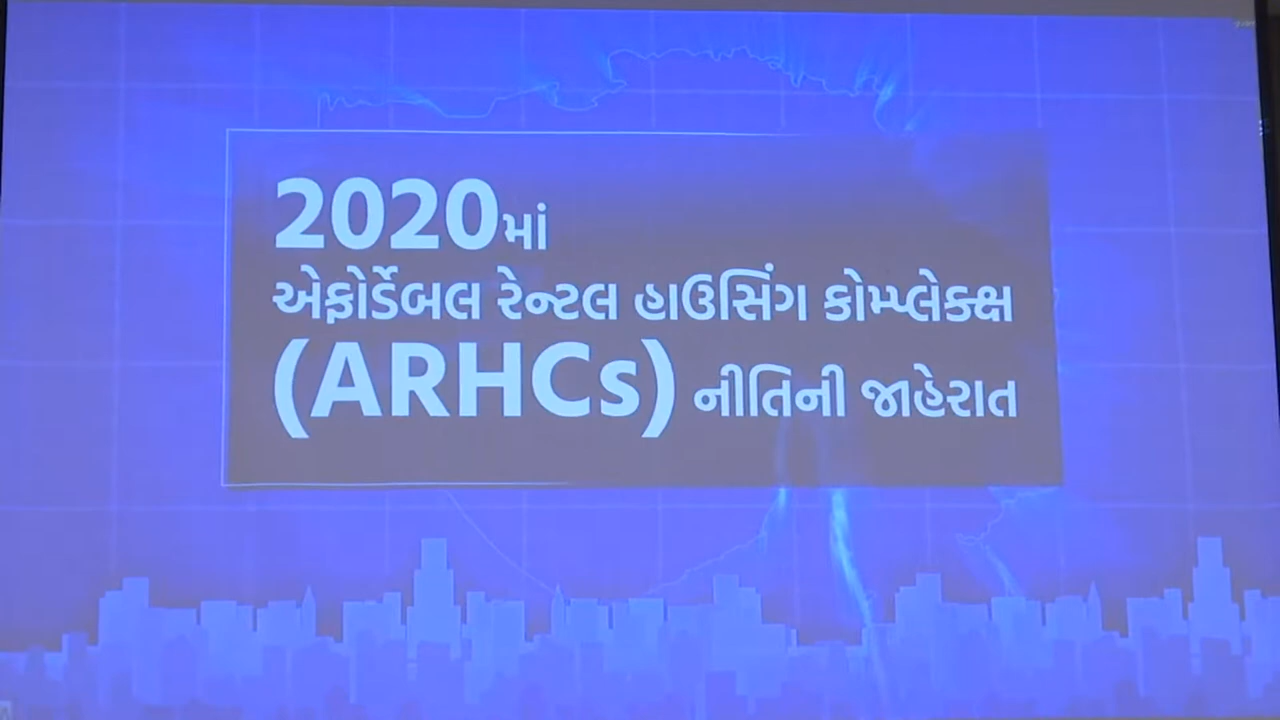 2020માં
એફોર્ડેબલ રેન્ટલ હાઉસિંગ કોમ્પ્લેક્ક્ષ
(ARHCs) નીતિની જાહેરાત